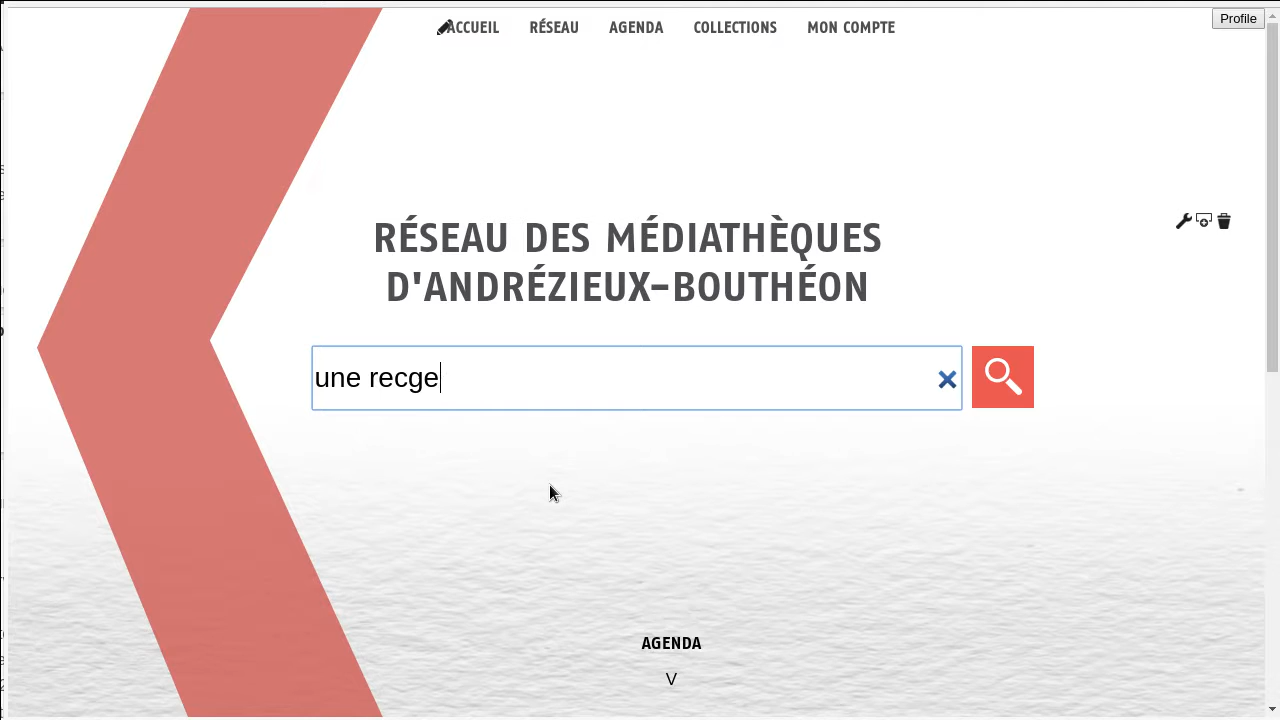 ACCUEIL RÉSEAU AGENDA COLLECTIONS MON COMPTE
Profile
RÉSEAU DES MÉDIATHÈQUES
D'ANDRÉZIEUX-BOUTHÉON
une recge
AGENDA
V